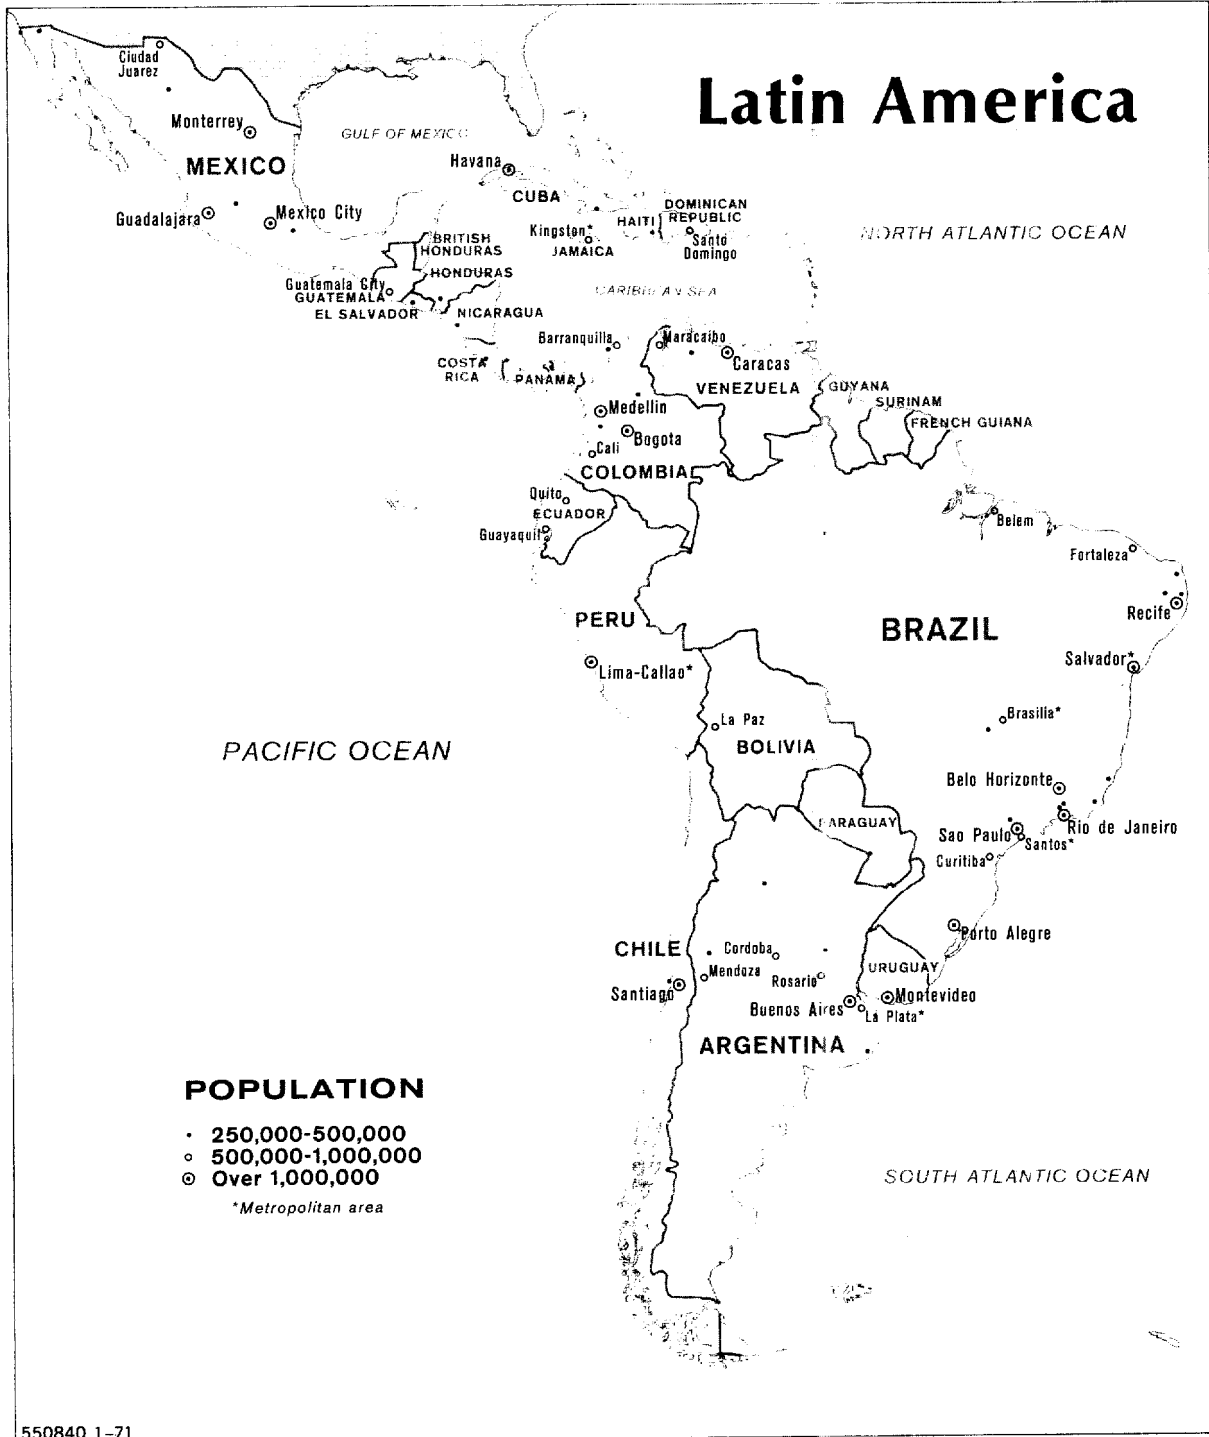 Latin America
Ciudad
Juarez
Monterrey
GULF OF MEXICO
MEXICO
Havana
CUBA
Guadalajara
Mexico City
Kingston*
JAMAICA
HAITI
DOMINICAN
REPUBLIC
Santo
Domingo
NORTH ATLANTIC OCEAN
BRITISH
HONDURAS
HONDURAS
Guatemala City
GUATEMALA
EL SALVADOR
NICARAGUA
CARIBBEAN SEA
COSTA
RICA
PANAMA
Barranquilla
Maracaibo
Caracas
VENEZUELA
GUYANA
SURINAM
FRENCH GUIANA
Medellin
Bogota
Cali
COLOMBIA
Quito
ECUADOR
Guayaquil
Belem
Fortaleza
Recife
PERU
BRAZIL
Lima-Callao*
Salvador*
La Paz
BOLIVIA
Brasilia*
PACIFIC OCEAN
Belo Horizonte
PARAGUAY
Sao Paulo
Rio de Janeiro
Santos*
Curitiba
Porto Alegre
CHILE
Cordoba
Mendoza
Rosario
URUGUAY
Santiago
Buenos Aires
Montevideo
La Plata*
ARGENTINA
POPULATION
250,000-500,000
500,000-1,000,000
Over 1,000,000
*Metropolitan area
SOUTH ATLANTIC OCEAN
550840 1-71